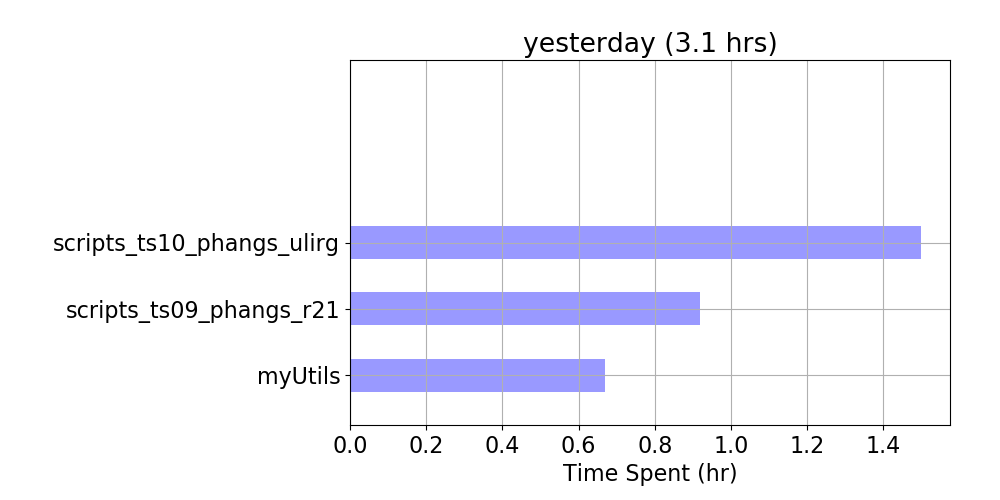 yesterday (3.1 hrs)
scripts_ts10_phangs_ulirg
scripts_ts09_phangs_r21
myUtils
0.0 0.2 0.4 0.6 0.8 1.0 1.2 1.4
Time Spent (hr)